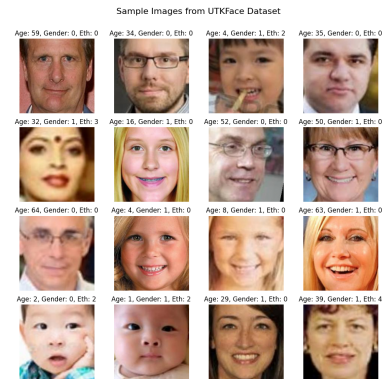 Sample Images from UTKFace Dataset
Age: 59, Gender: 0, Eth: 0
Age: 34, Gender: 0, Eth: 0
Age: 4, Gender: 1, Eth: 2
Age: 35, Gender: 0, Eth: 0
Age: 32, Gender: 1, Eth: 3
Age: 16, Gender: 1, Eth: 0
Age: 52, Gender: 0, Eth: 0
Age: 50, Gender: 1, Eth: 0
Age: 64, Gender: 0, Eth: 0
Age: 4, Gender: 1, Eth: 0
Age: 8, Gender: 1, Eth: 0
Age: 63, Gender: 1, Eth: 0
Age: 2, Gender: 0, Eth: 2
Age: 1, Gender: 1, Eth: 2
Age: 29, Gender: 1, Eth: 0
Age: 39, Gender: 1, Eth: 4